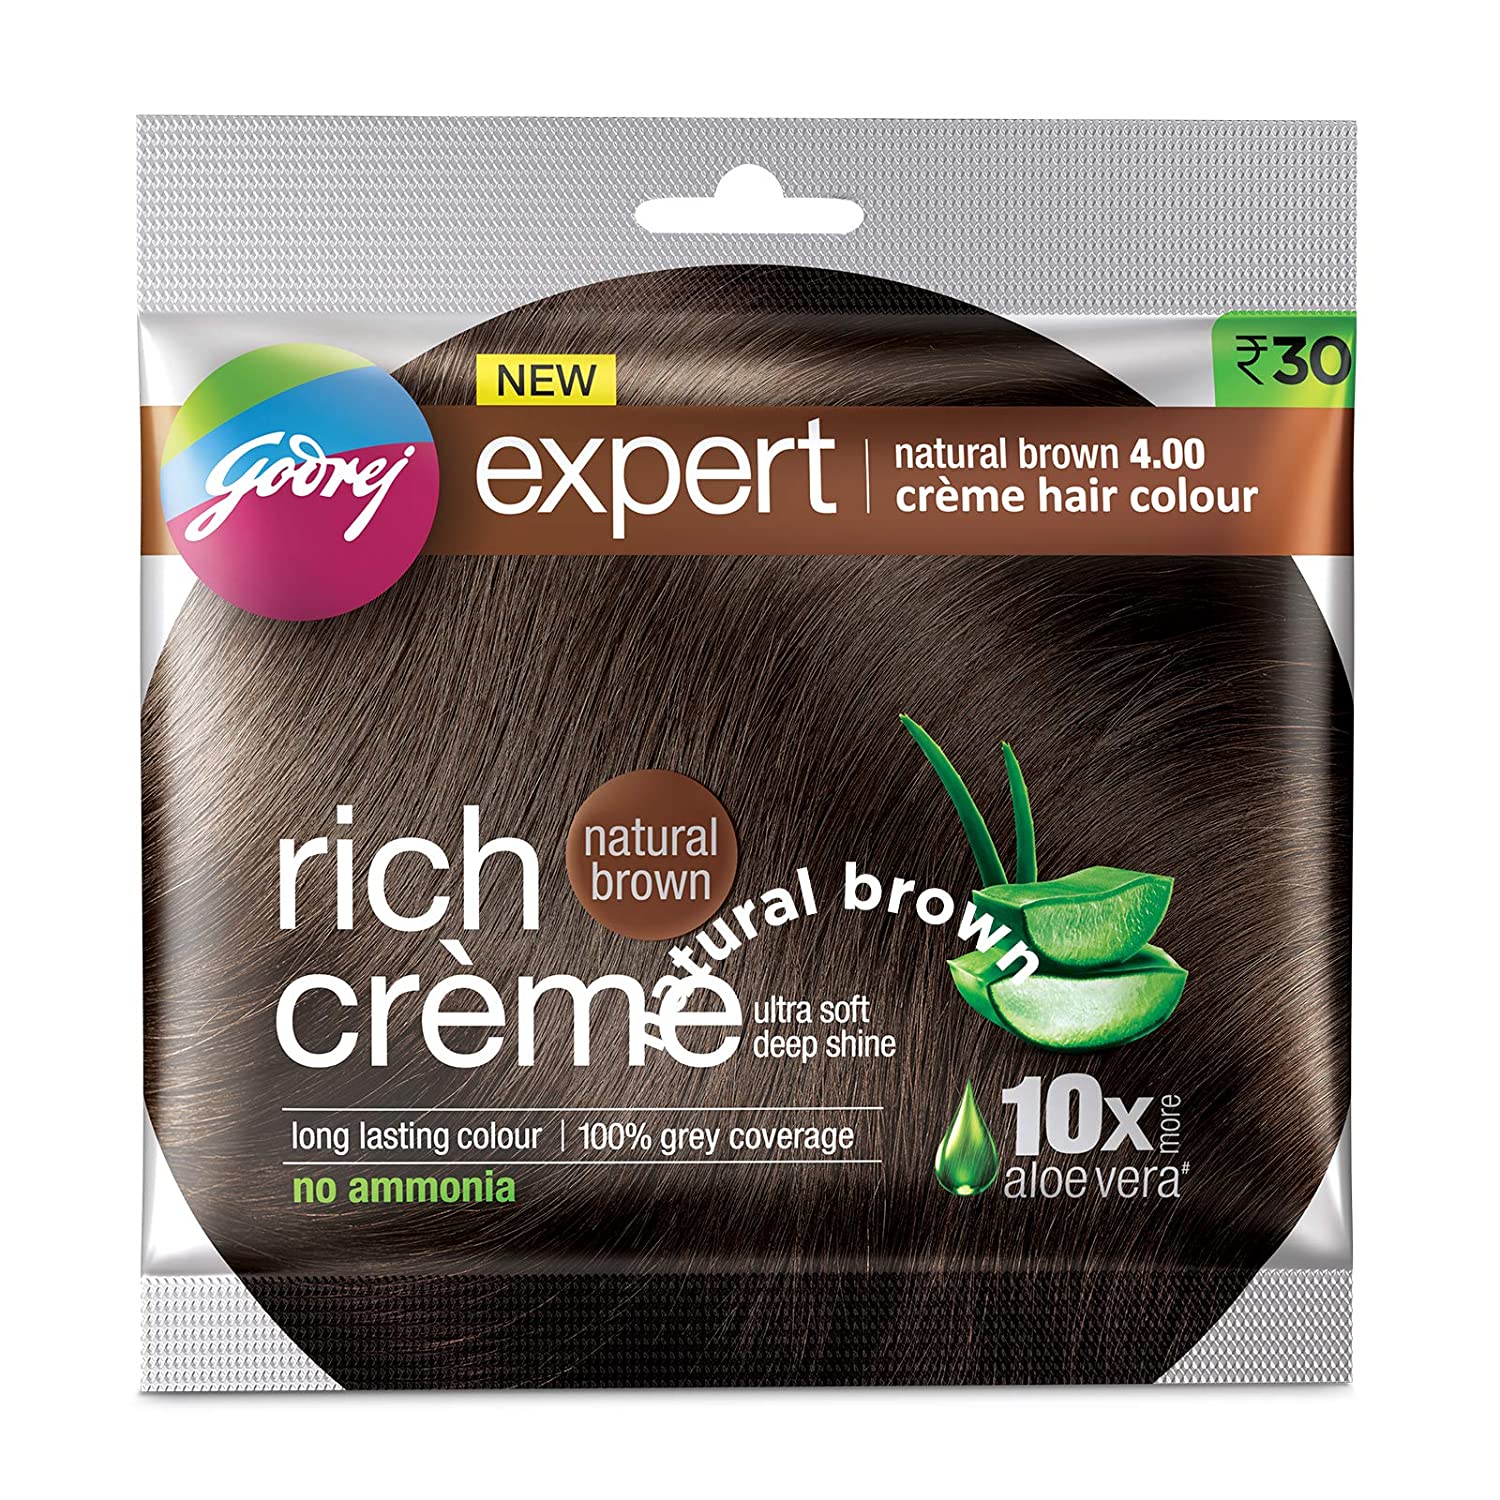 ₹30
NEW
Godrej
expert
natural brown 4.00
crème hair colour
rich
crème
natural
brown
natural brown
ultra soft
deep shine
long lasting colour | 100% grey coverage
no ammonia
10x
more
aloe vera#